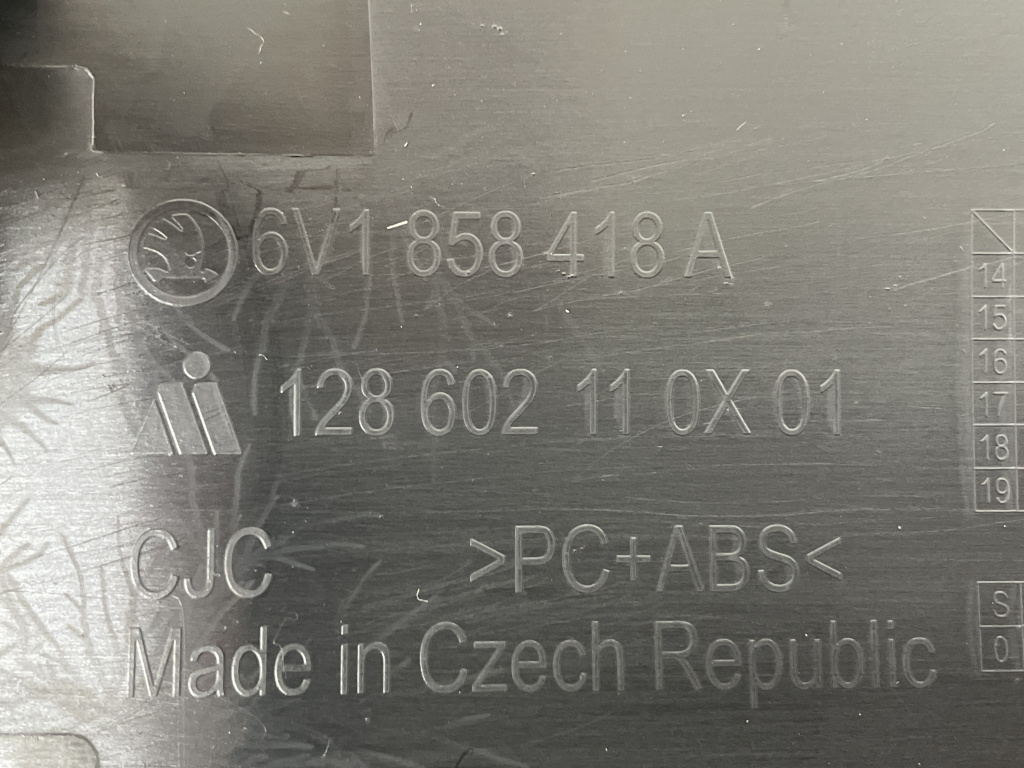 6V1 858 418 A
128 602 11 0X 01
CJC >PC+ABS<
Made in Czech Republic
14
15
16
17
18
19
S
0